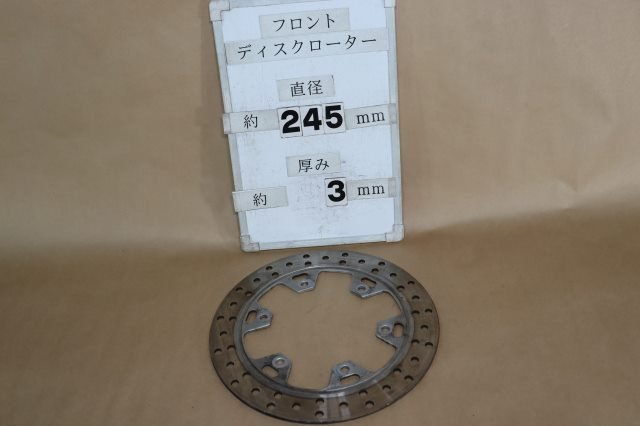 フロント
ディスクローター
直径
約 245 mm
厚み
約 3 mm